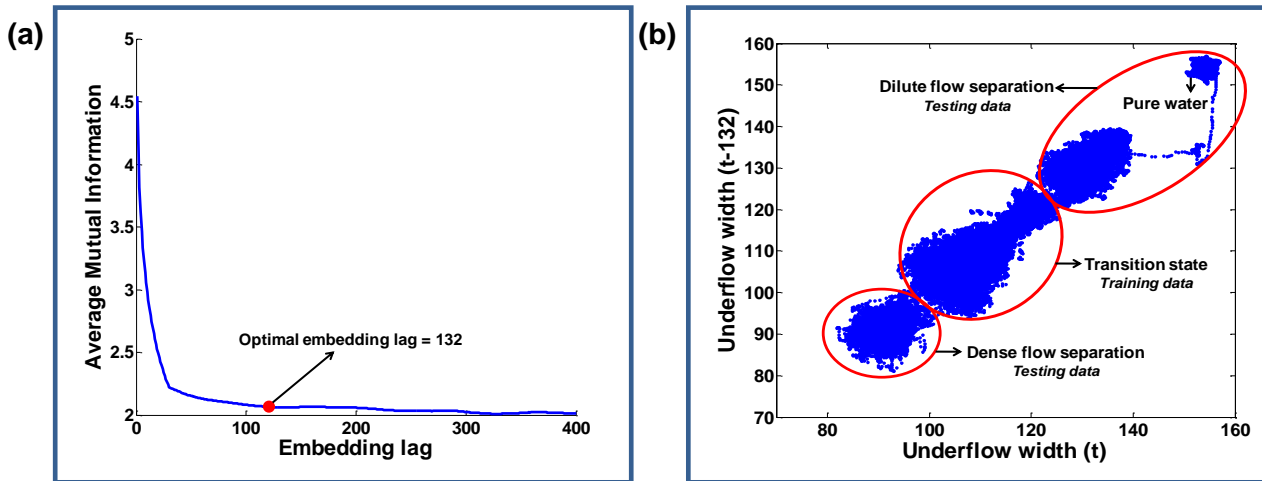 (a)
5
4.5
4
3.5
3
2.5
2
Average Mutual Information
Optimal embedding lag = 132
0
100
200
300
400
Embedding lag
(b)
160
150
140
130
120
110
100
90
80
70
Underflow width (t-132)
Dilute flow separation
Testing data
Pure water
Transition state
Training data
Dense flow separation
Testing data
80
100
120
140
160
Underflow width (t)